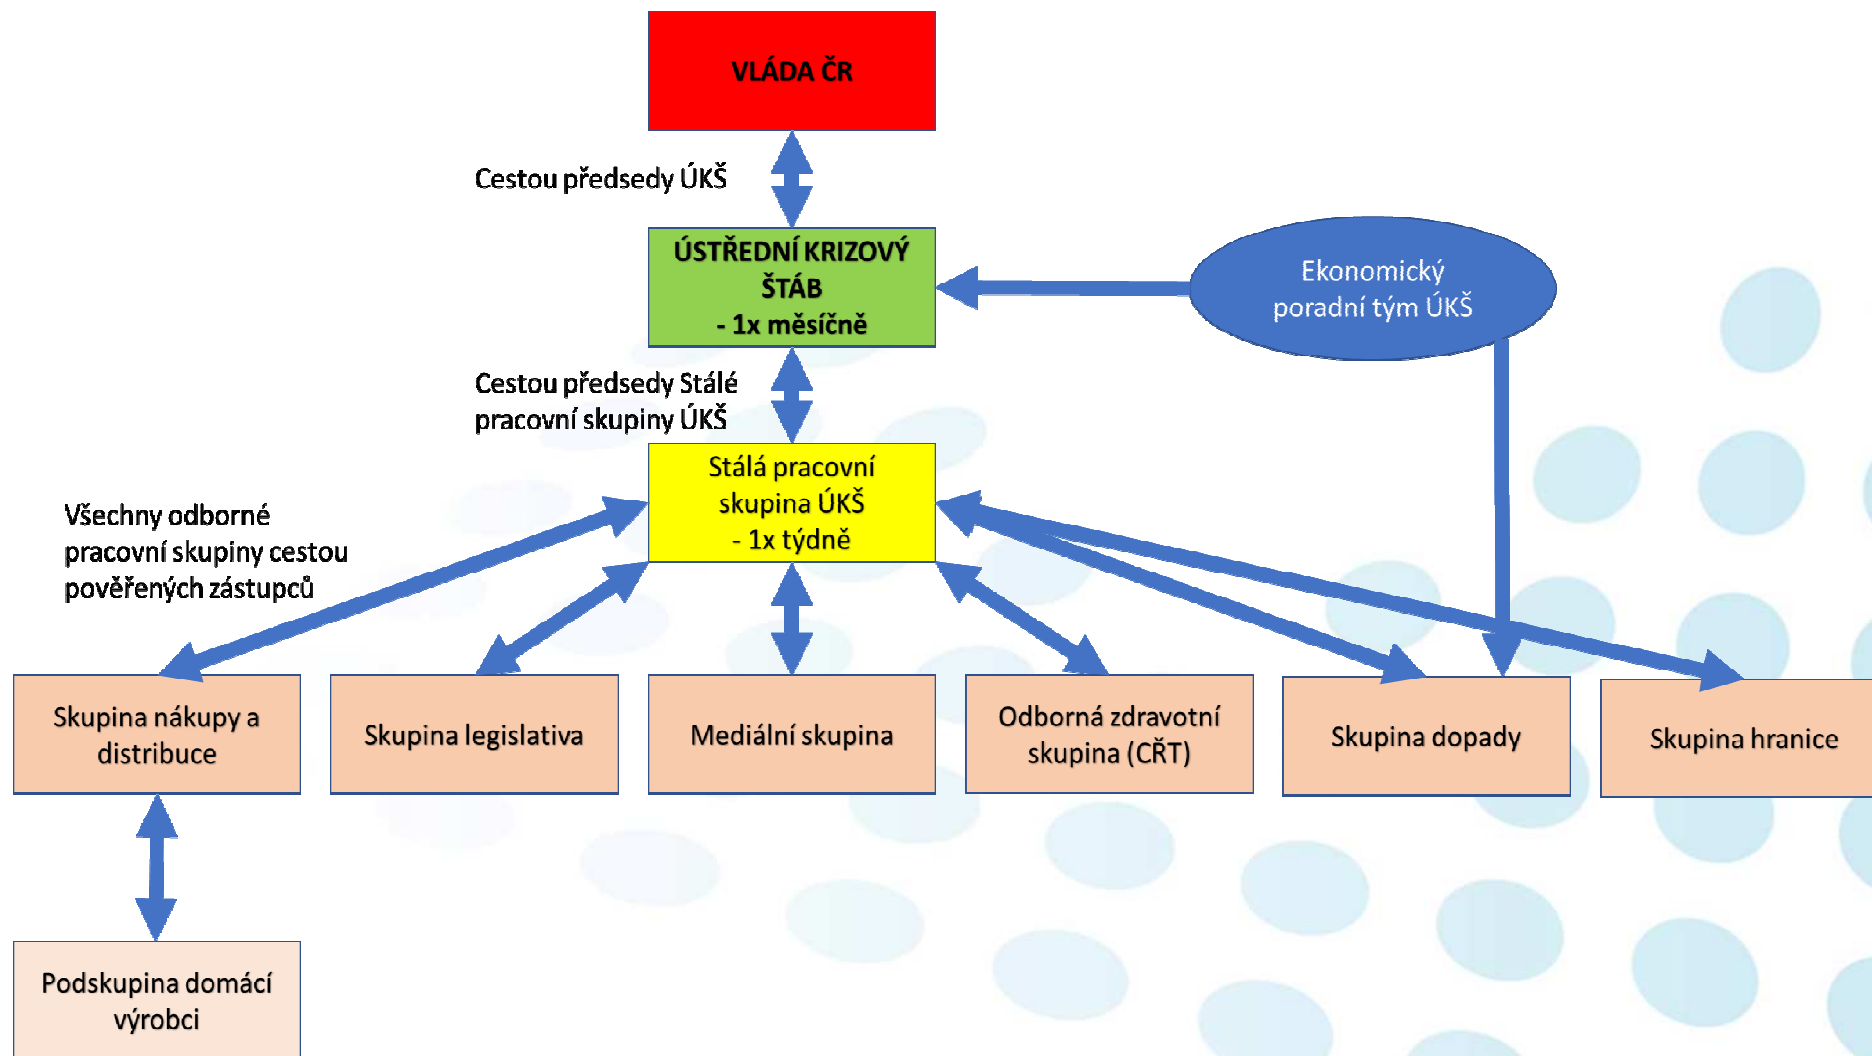 VLÁDA ČR
Cestou předsedy ÚKŠ
ÚSTŘEDNÍ KRIZOVÝ
ŠTÁB
- 1x měsíčně
Ekonomický
poradní tým ÚKŠ
Cestou předsedy Stálé
pracovní skupiny ÚKŠ
Stálá pracovní
skupina ÚKŠ
- 1x týdně
Všechny odborné
pracovní skupiny cestou
pověřených zástupců
Skupina nákupy a
distribuce
Skupina legislativa
Mediální skupina
Odborná zdravotní
skupina (CŘT)
Skupina dopady
Skupina hranice
Podskupina domácí
výrobci